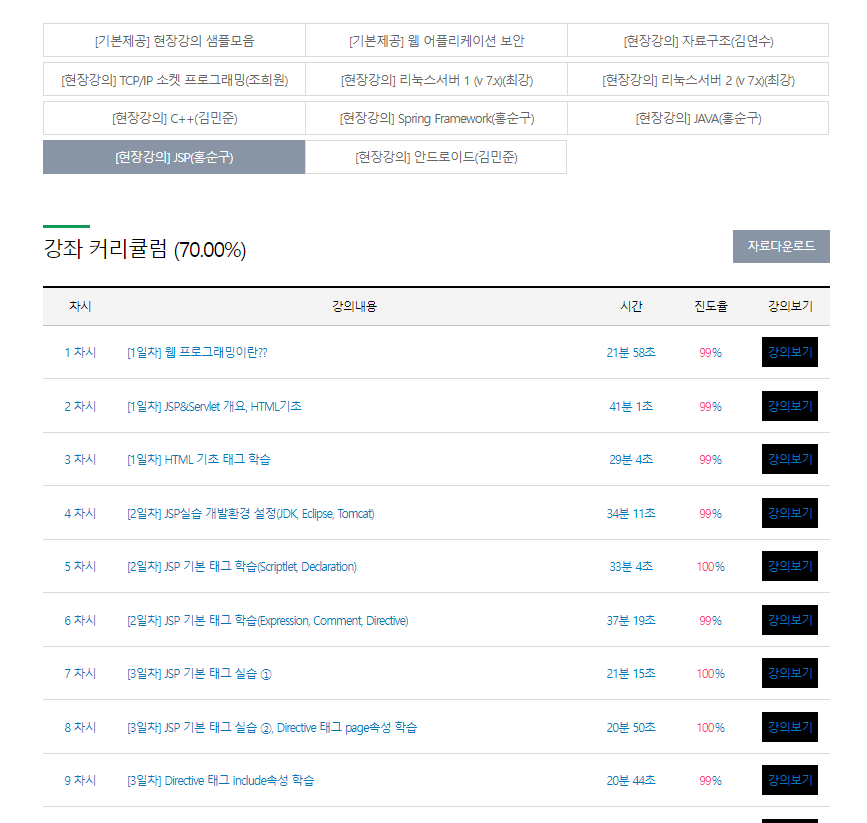 [기본제공] 현장강의 샘플모음 [기본제공] 웹 어플리케이션 보안 [현장강의] 자료구조(김연수)
[현장강의] TCP/IP 소켓 프로그래밍(조희원) [현장강의] 리눅스서버 1 (v 7.x)(최강) [현장강의] 리눅스서버 2 (v 7.x)(최강)
[현장강의] C++(김민준) [현장강의] Spring Framework(홍순구) [현장강의] JAVA(홍순구)
[현장강의] JSP(홍순구) [현장강의] 안드로이드(김민준)
강좌 커리큘럼 (70.00%) 자료다운로드
차시 강의내용 시간 진도율 강의보기
1 차시 [1일차] 웹 프로그래밍이란?? 21분 58초 99% 강의보기
2 차시 [1일차] JSP&Servlet 개요, HTML기초 41분 1초 99% 강의보기
3 차시 [1일차] HTML 기초 태그 학습 29분 4초 99% 강의보기
4 차시 [2일차] JSP실습 개발환경 설정(JDK, Eclipse, Tomcat) 34분 11초 99% 강의보기
5 차시 [2일차] JSP 기본 태그 학습(Scriptlet, Declaration) 33분 4초 100% 강의보기
6 차시 [2일차] JSP 기본 태그 학습(Expression, Comment, Directive) 37분 19초 99% 강의보기
7 차시 [3일차] JSP 기본 태그 실습 ① 21분 15초 100% 강의보기
8 차시 [3일차] JSP 기본 태그 실습 ②, Directive 태그 page속성 학습 20분 50초 100% 강의보기
9 차시 [3일차] Directive 태그 include속성 학습 20분 44초 99% 강의보기